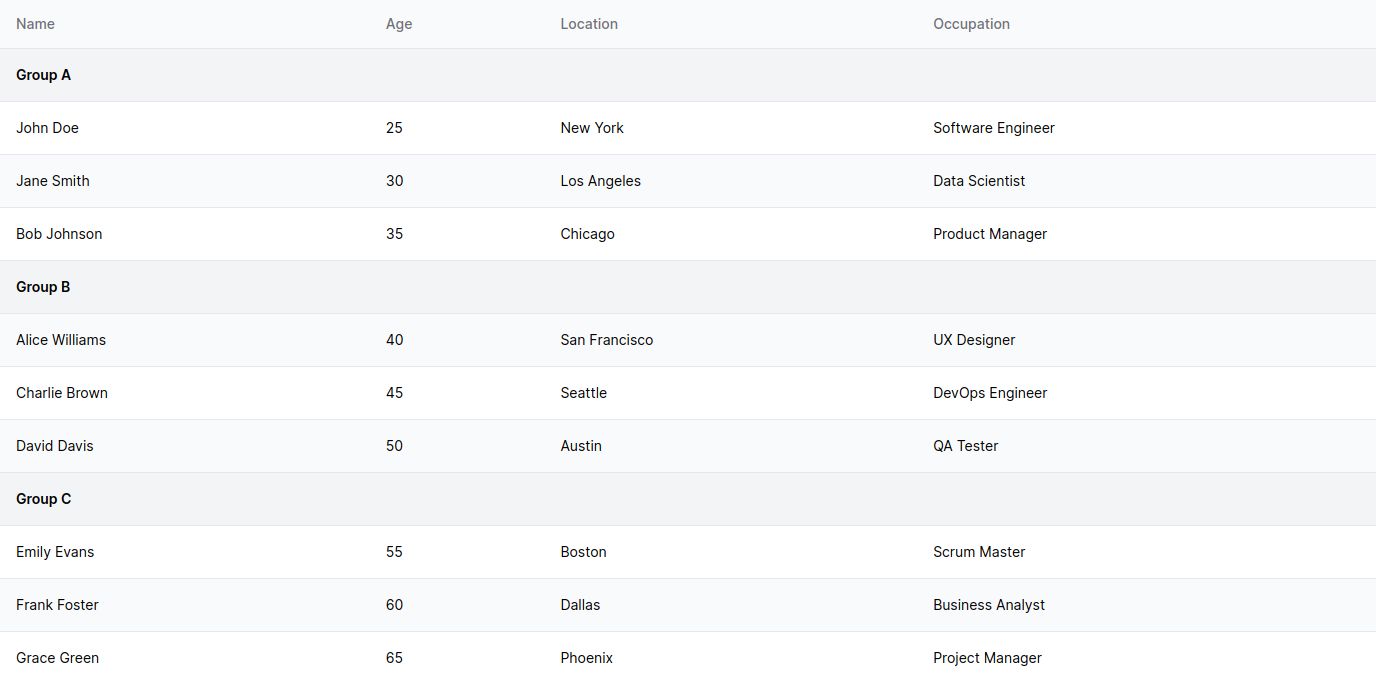 Name Age Location Occupation
Group A
John Doe 25 New York Software Engineer
Jane Smith 30 Los Angeles Data Scientist
Bob Johnson 35 Chicago Product Manager
Group B
Alice Williams 40 San Francisco UX Designer
Charlie Brown 45 Seattle DevOps Engineer
David Davis 50 Austin QA Tester
Group C
Emily Evans 55 Boston Scrum Master
Frank Foster 60 Dallas Business Analyst
Grace Green 65 Phoenix Project Manager